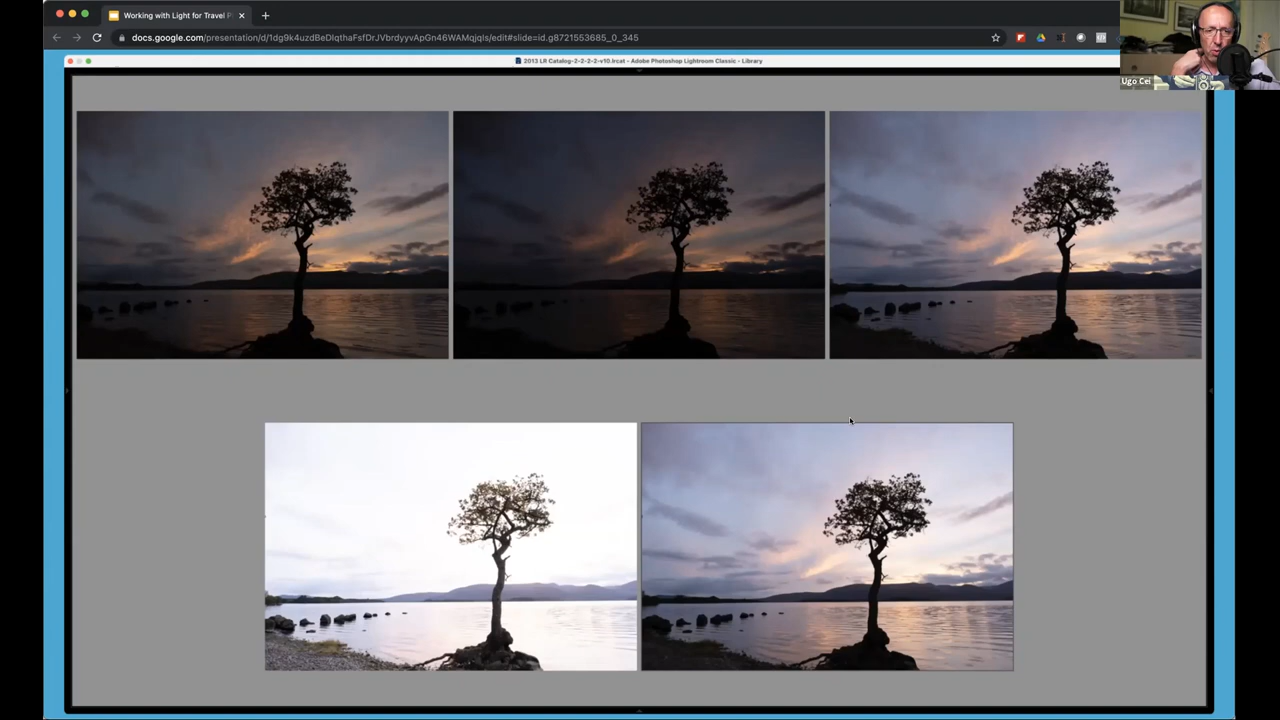 Working with Light for Travel P
docs.google.com/presentation/d/1dg9k4uzdBeDlqthaFsfDrJVbrdyyvApGn46WAMqjqIs/edit#slide=id.g8721553685_0_345
2013 LR Catalog-2-2-2-2-v10.lrcat - Adobe Photoshop Lightroom Classic - Library
Ugo Cei